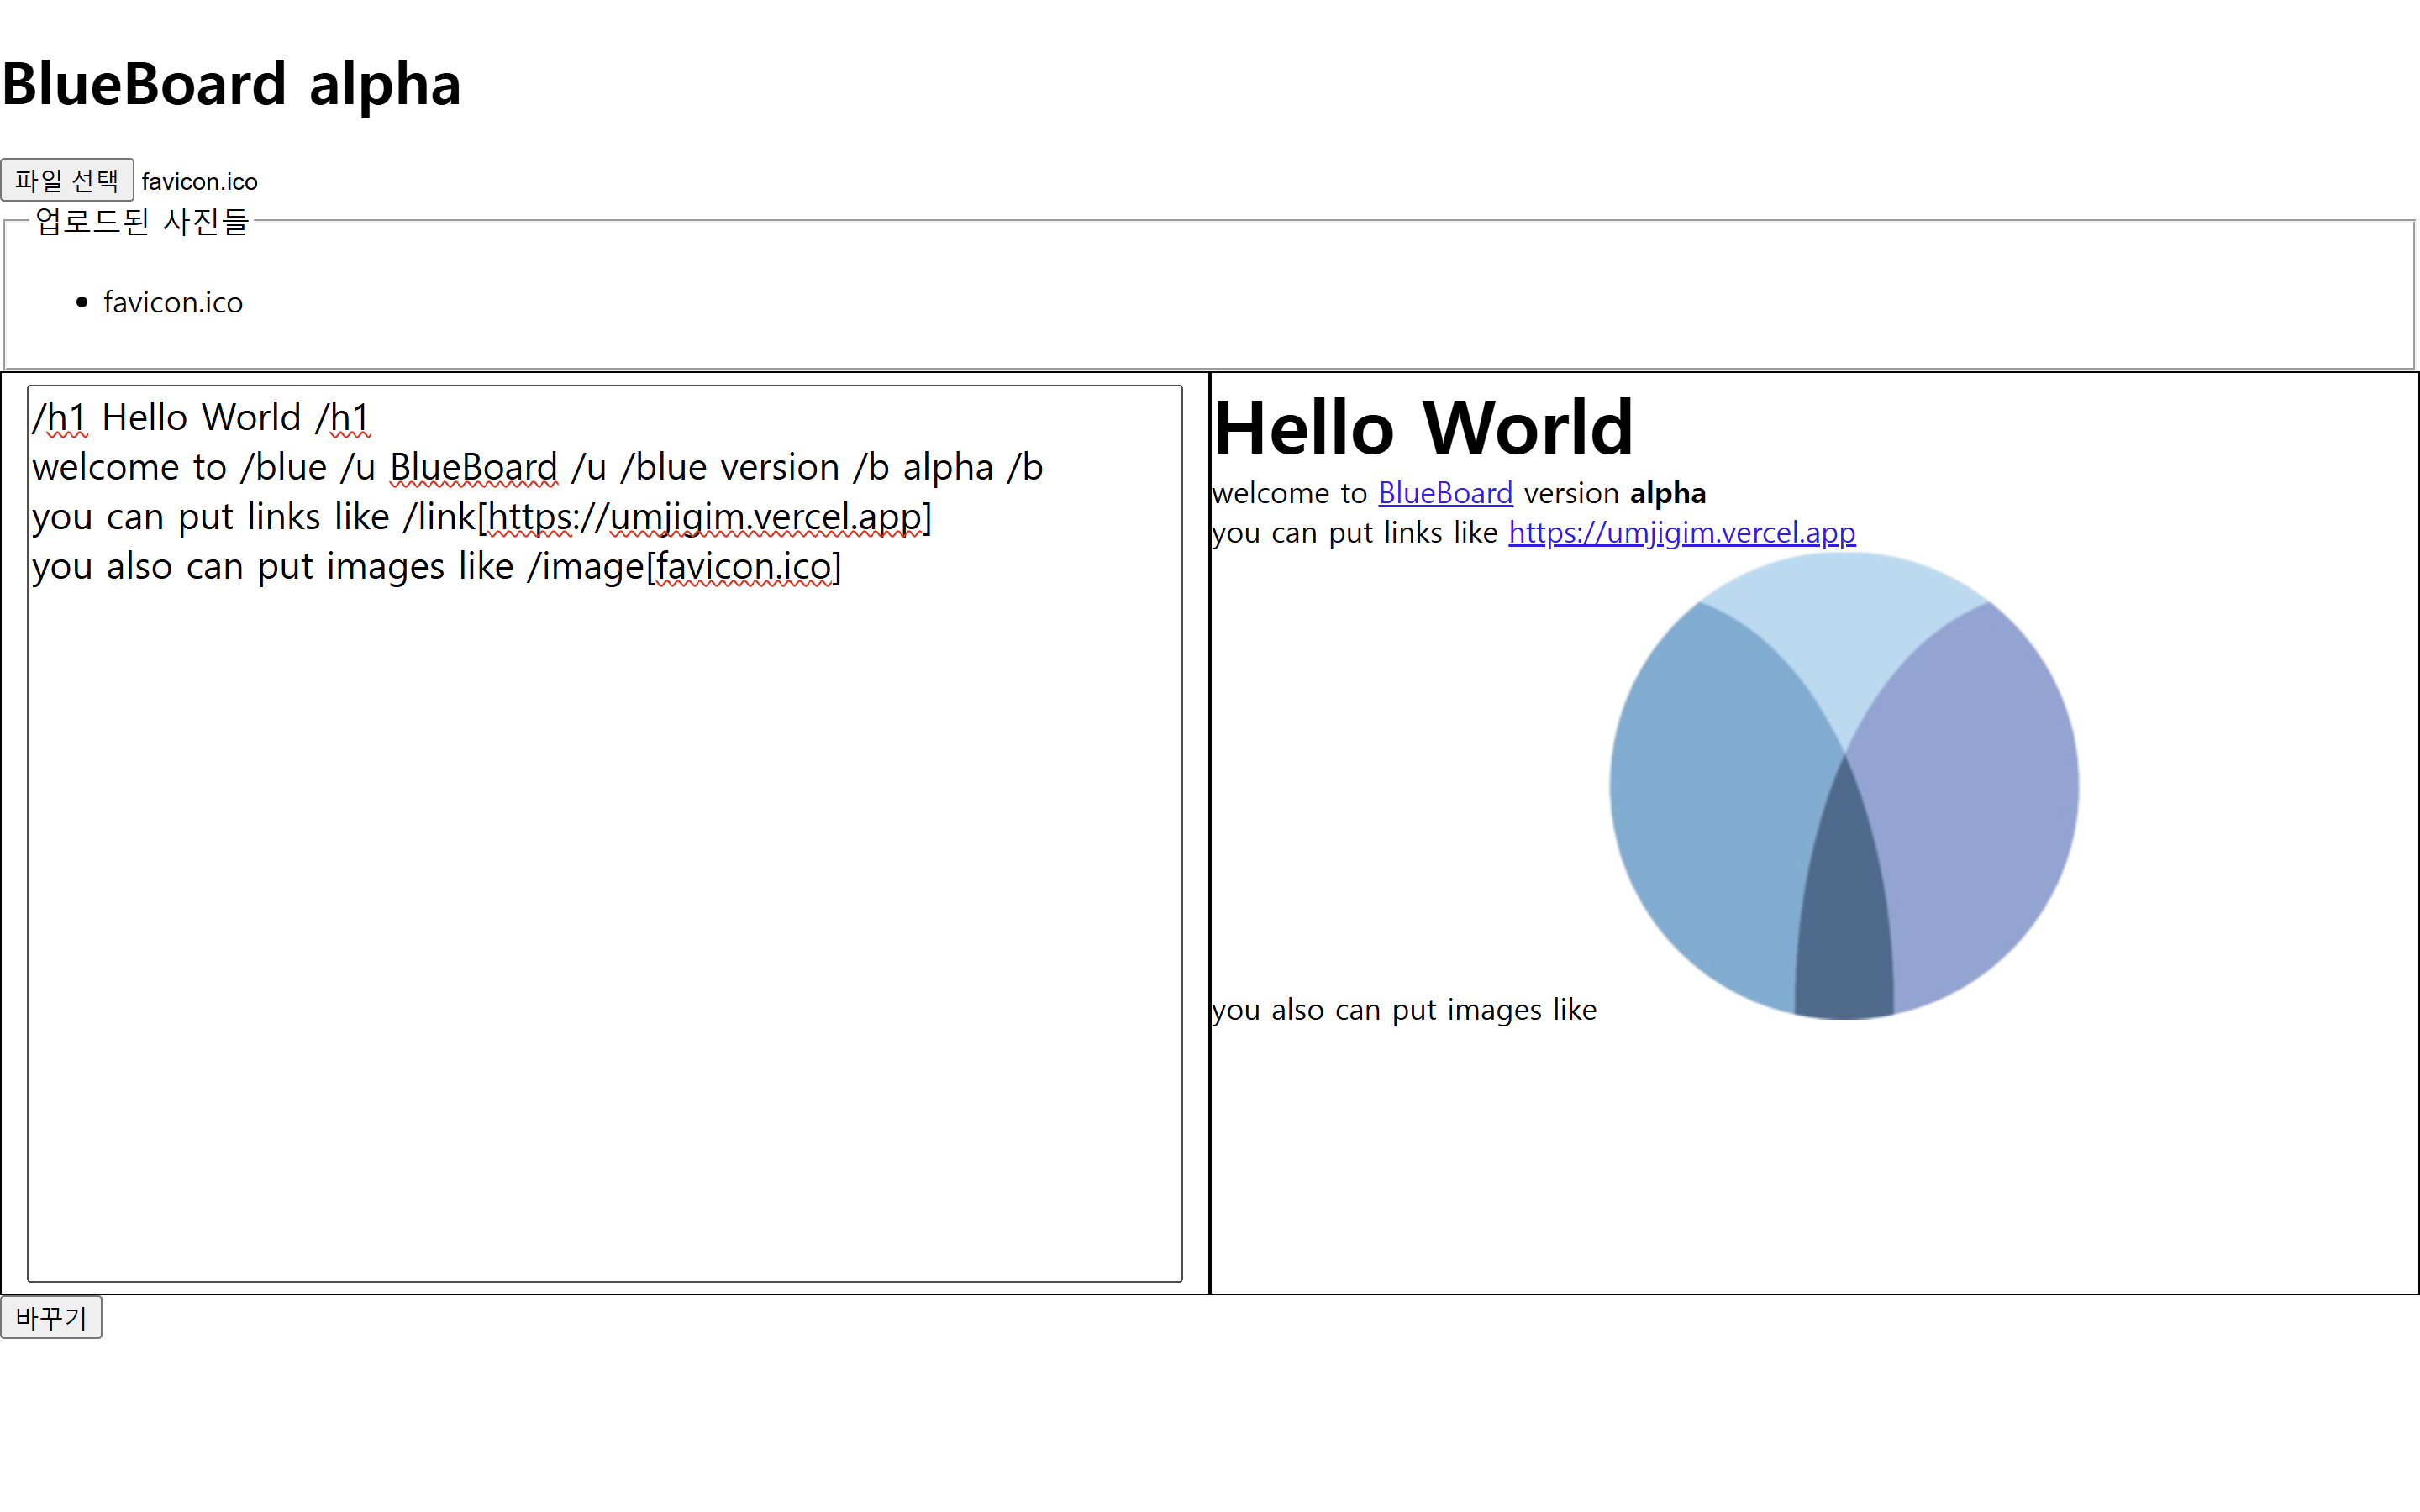 BlueBoard alpha
파일 선택 favicon.ico
업로드된 사진들
favicon.ico
/h1 Hello World /h1
welcome to /blue /u BlueBoard /u /blue version /b alpha /b
you can put links like /link[https://umjigim.vercel.app]
you also can put images like /image[favicon.ico]
Hello World
welcome to BlueBoard version alpha
you can put links like https://umjigim.vercel.app
you also can put images like
바꾸기